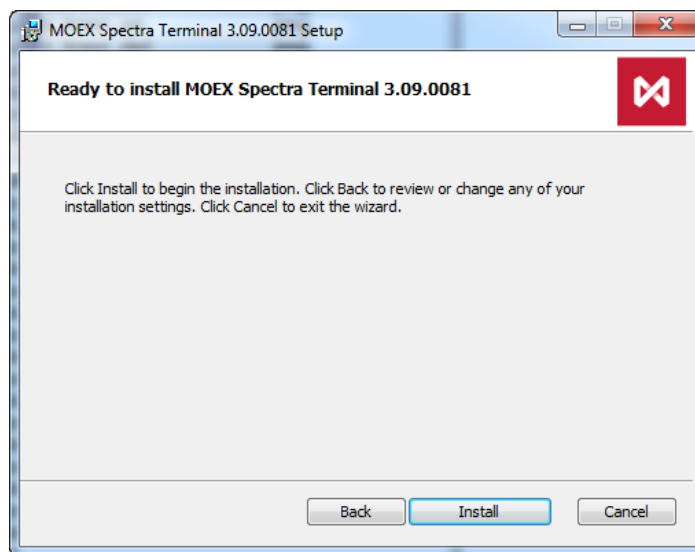 MOEX Spectra Terminal 3.09.0081 Setup
Ready to install MOEX Spectra Terminal 3.09.0081
Click Install to begin the installation. Click Back to review or change any of your
installation settings. Click Cancel to exit the wizard.
Back Install Cancel